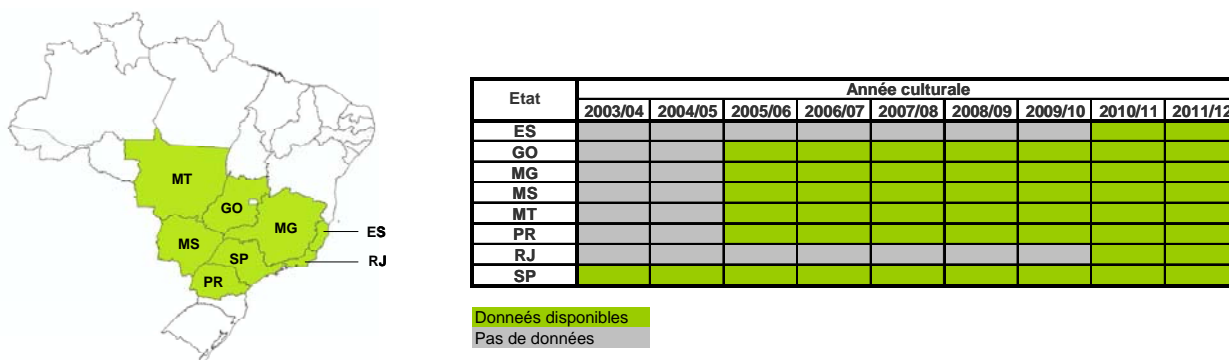 MT
GO
MG
ES
MS
SP
RJ
PR
Etat Année culturale
2003/04 2004/05 2005/06 2006/07 2007/08 2008/09 2009/10 2010/11 2011/12
ES
GO
MG
MS
MT
PR
RJ
SP
Donneés disponibles
Pas de données